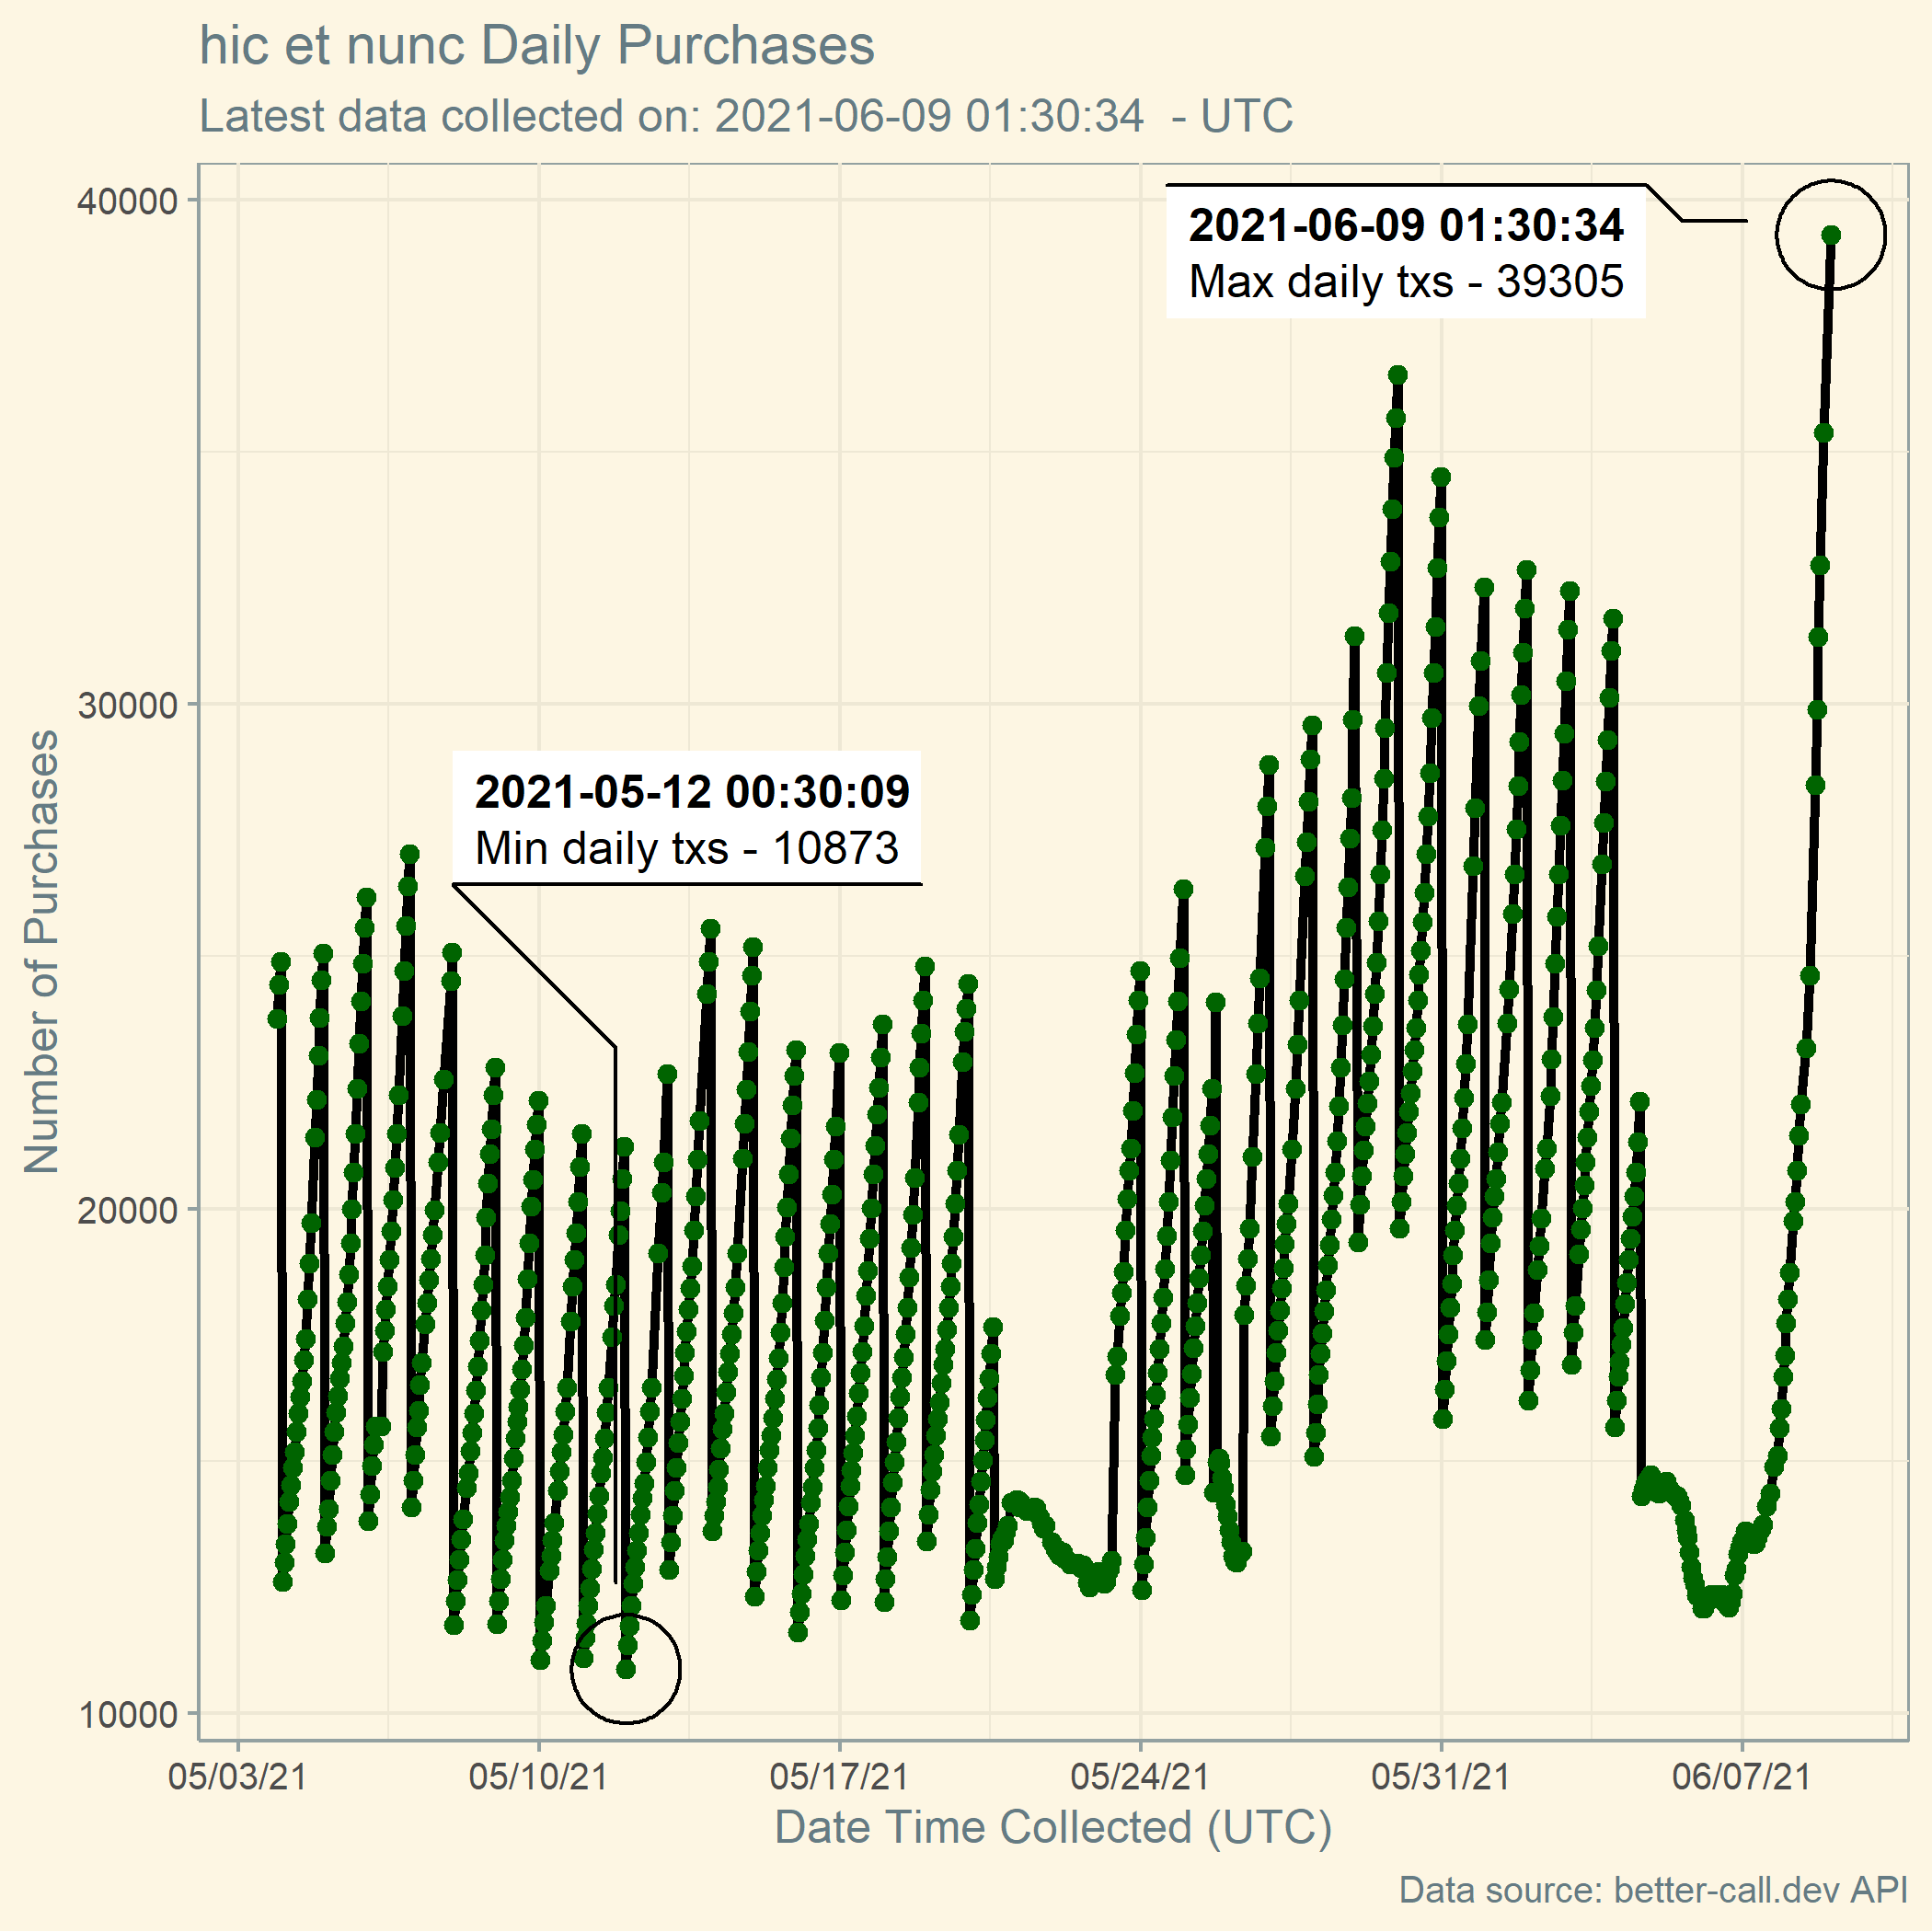 hic et nunc Daily Purchases
Latest data collected on: 2021-06-09 01:30:34  - UTC
40000
30000
20000
10000
Number of Purchases
2021-06-09 01:30:34
Max daily txs - 39305
2021-05-12 00:30:09
Min daily txs - 10873
05/03/21
05/10/21
05/17/21
05/24/21
05/31/21
06/07/21
Date Time Collected (UTC)
Data source: better-call.dev API